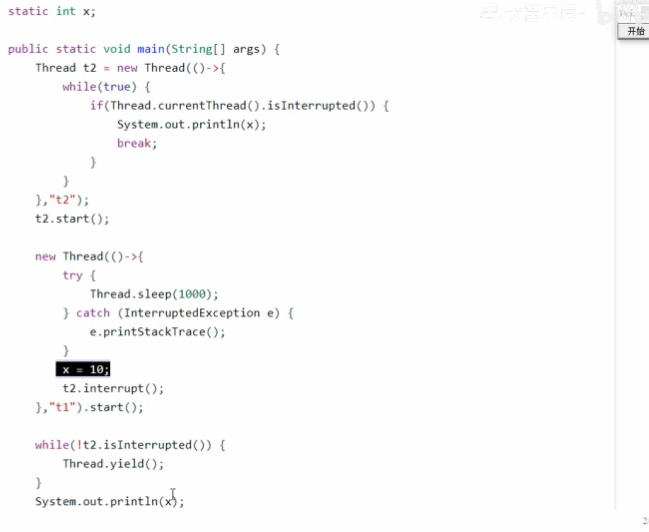 static int x;
public static void main(String[] args) {
    Thread t2 = new Thread(()->{
        while(true) {
            if(Thread.currentThread().isInterrupted()) {
                System.out.println(x);
                break;
            }
        }
    },"t2");
    t2.start();
    new Thread(()->{
        try {
            Thread.sleep(1000);
        } catch (InterruptedException e) {
            e.printStackTrace();
        }
        x = 10;
        t2.interrupt();
    },"t1").start();
    while(!t2.isInterrupted()) {
        Thread.yield();
    }
    System.out.println(x);
开始